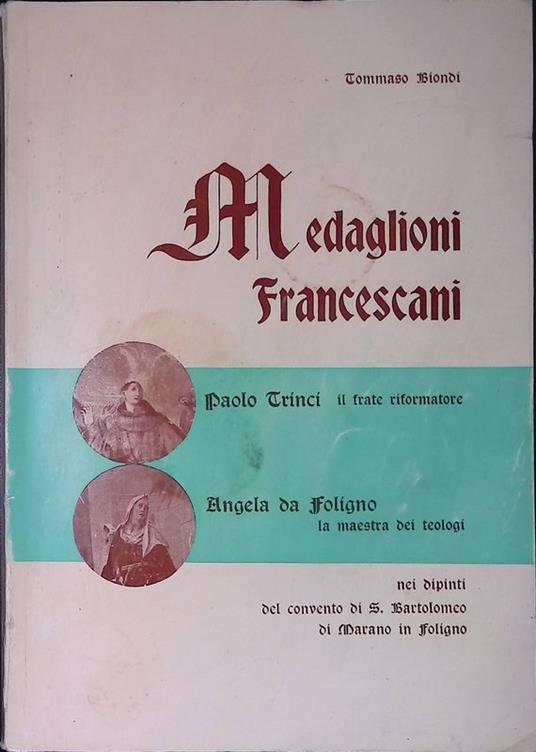 Tommaso Biondi
Medaglioni
Francescani
Paolo Trinci il frate riformatore
Angela da Foligno
la maestra dei teologi
nei dipinti
del convento di S. Bartolomeo
di Marano in Foligno